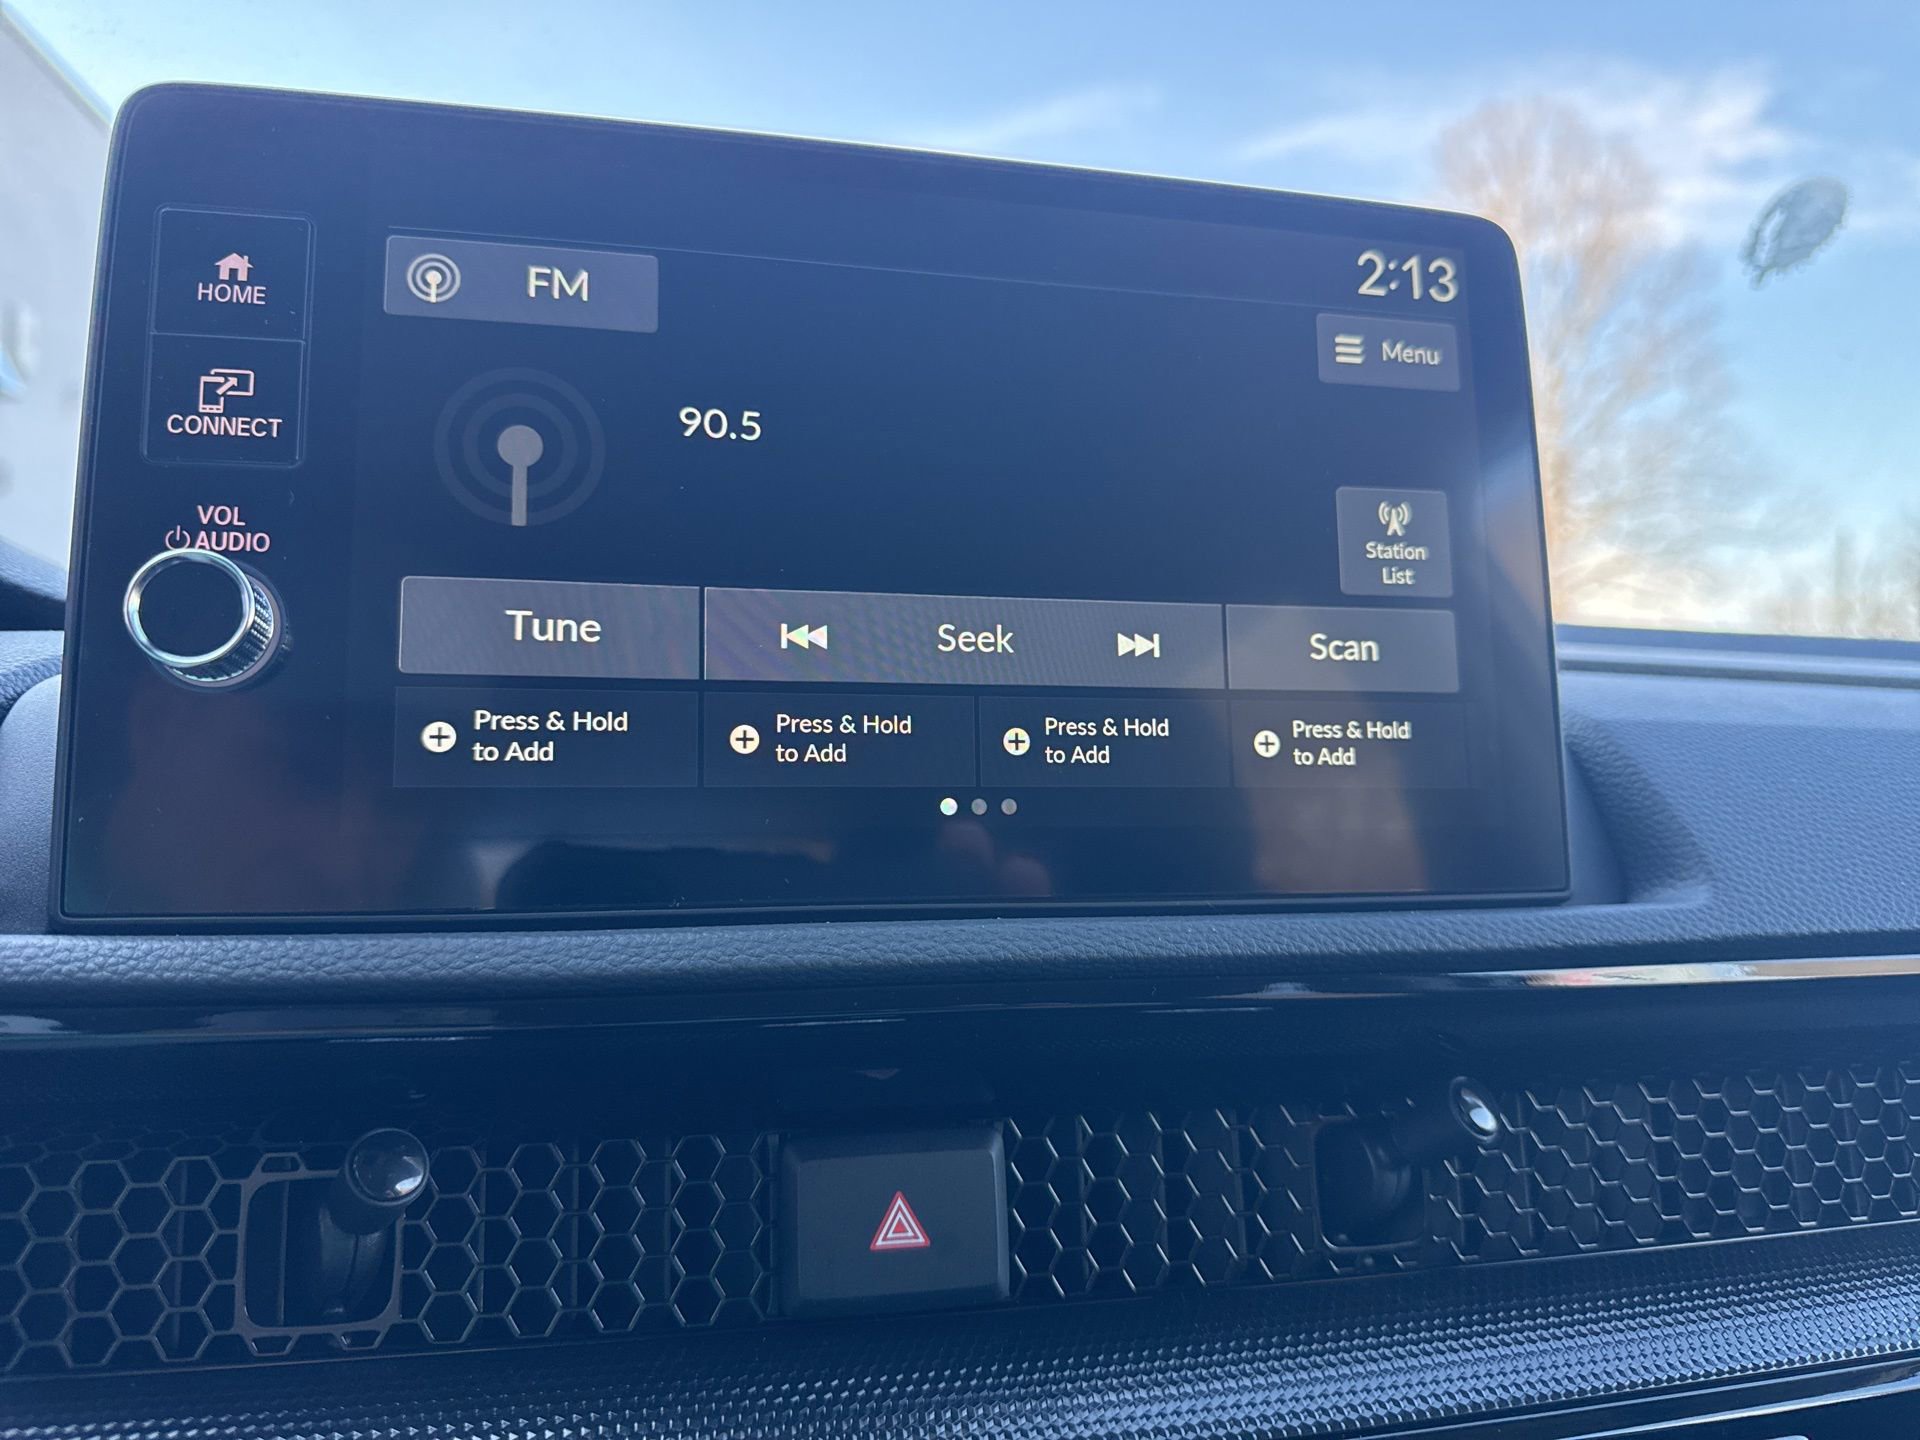 HOME
CONNECT
VOL
AUDIO
FM
2:13
Menu
90.5
Station
List
Tune
Seek
Scan
Press & Hold
to Add
Press & Hold
to Add
Press & Hold
to Add
Press & Hold
to Add